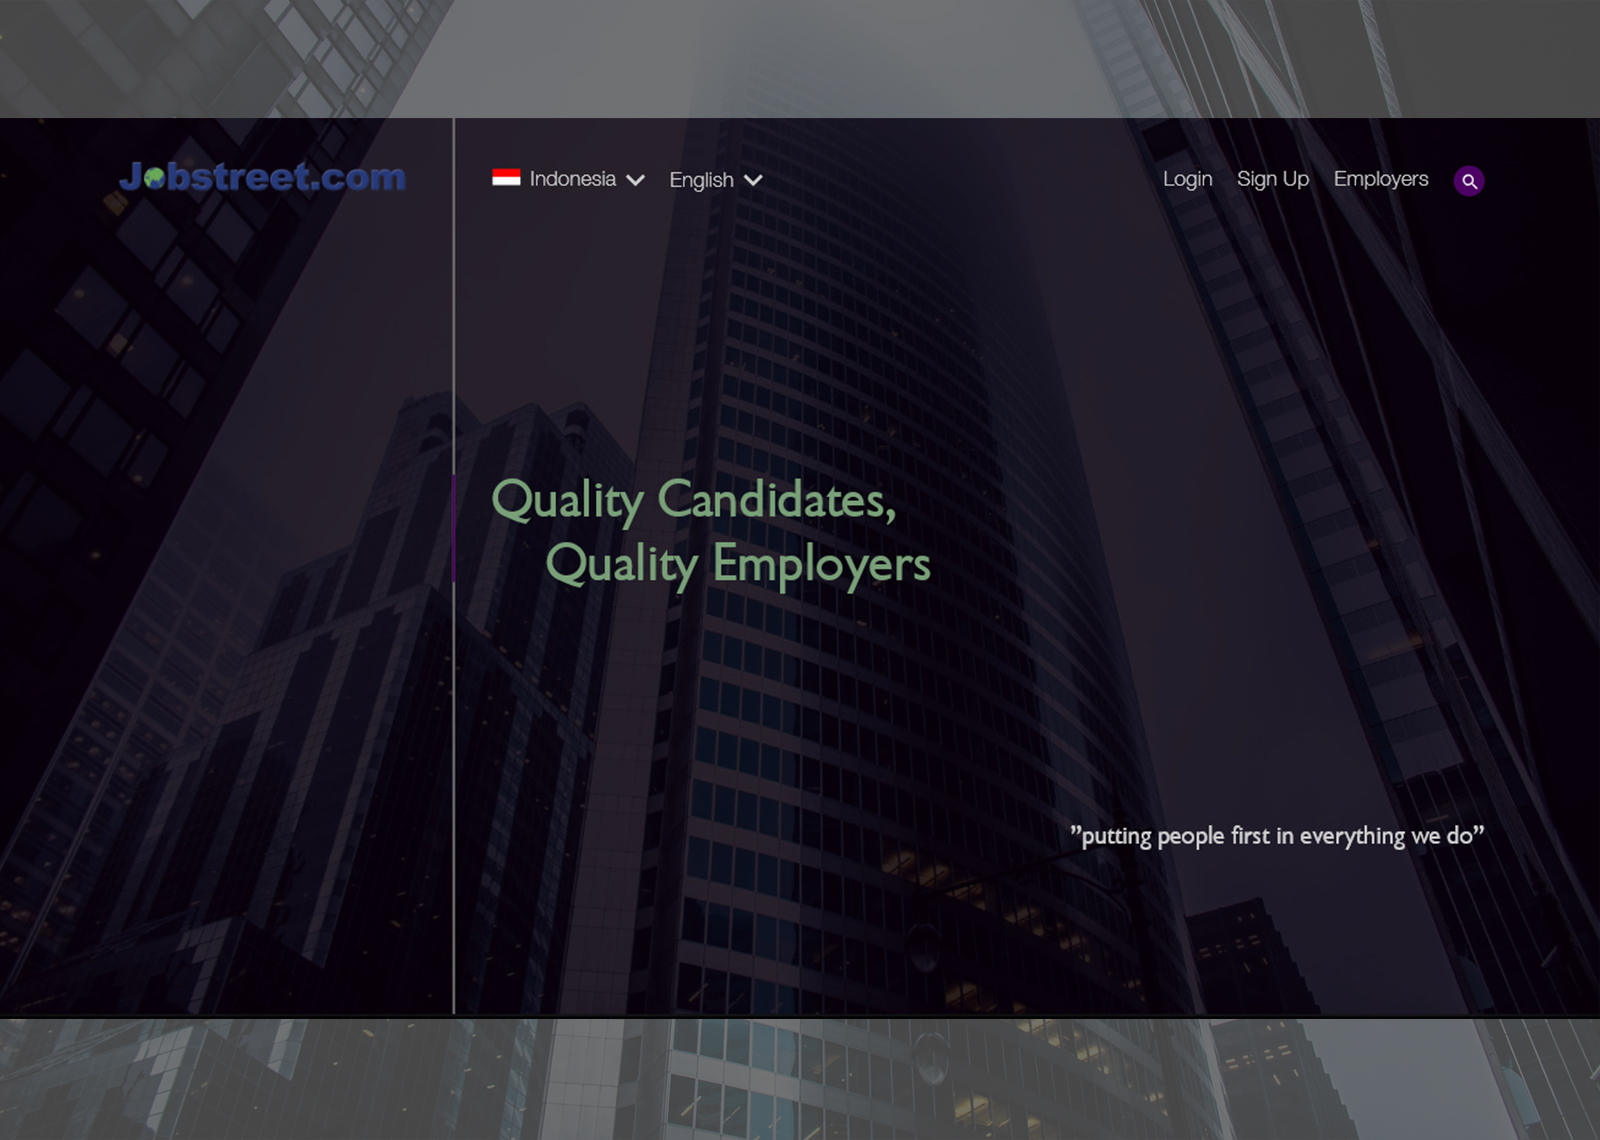 Jobstreet.com
Indonesia
English
Login
Sign Up
Employers
Quality Candidates,
Quality Employers
”putting people first in everything we do”